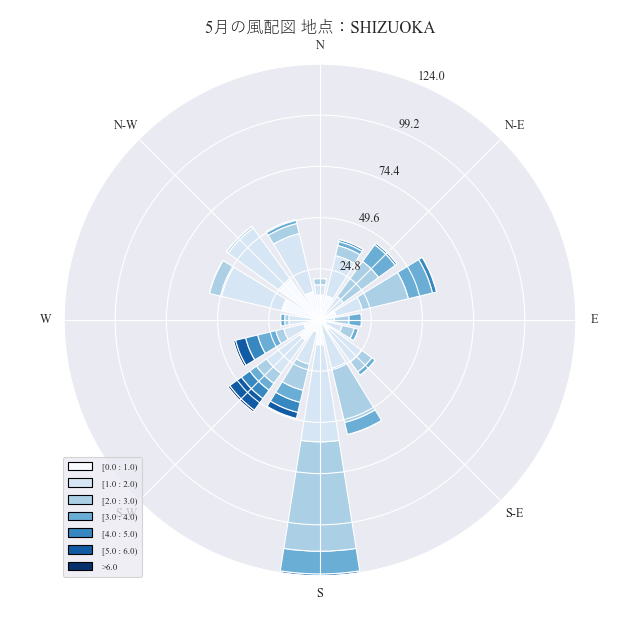 5月の風配図 地点：SHIZUOKA
N
124.0
N-W
N-E
99.2
74.4
49.6
24.8
W
E
[0.0 : 1.0)
[1.0 : 2.0)
[2.0 : 3.0)
[3.0 : 4.0)
[4.0 : 5.0)
[5.0 : 6.0)
>6.0
S-W
S-E
S